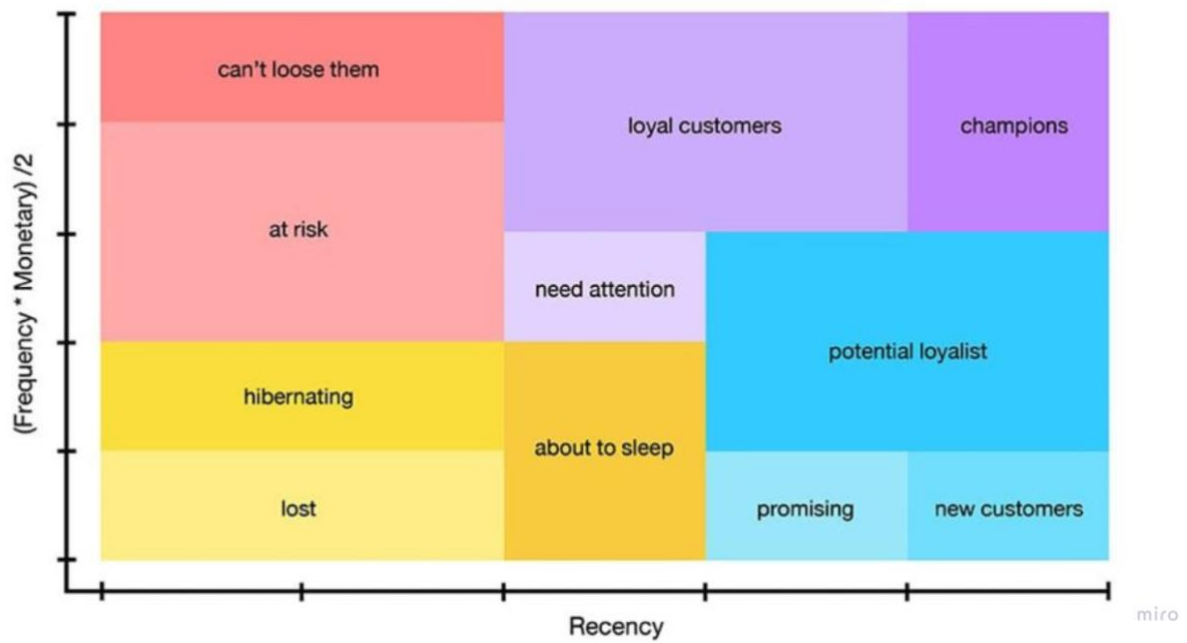 (Frequency * Monetary) /2
can't loose them
loyal customers
champions
at risk
need attention
potential loyalist
hibernating
about to sleep
lost
promising
new customers
Recency
miro